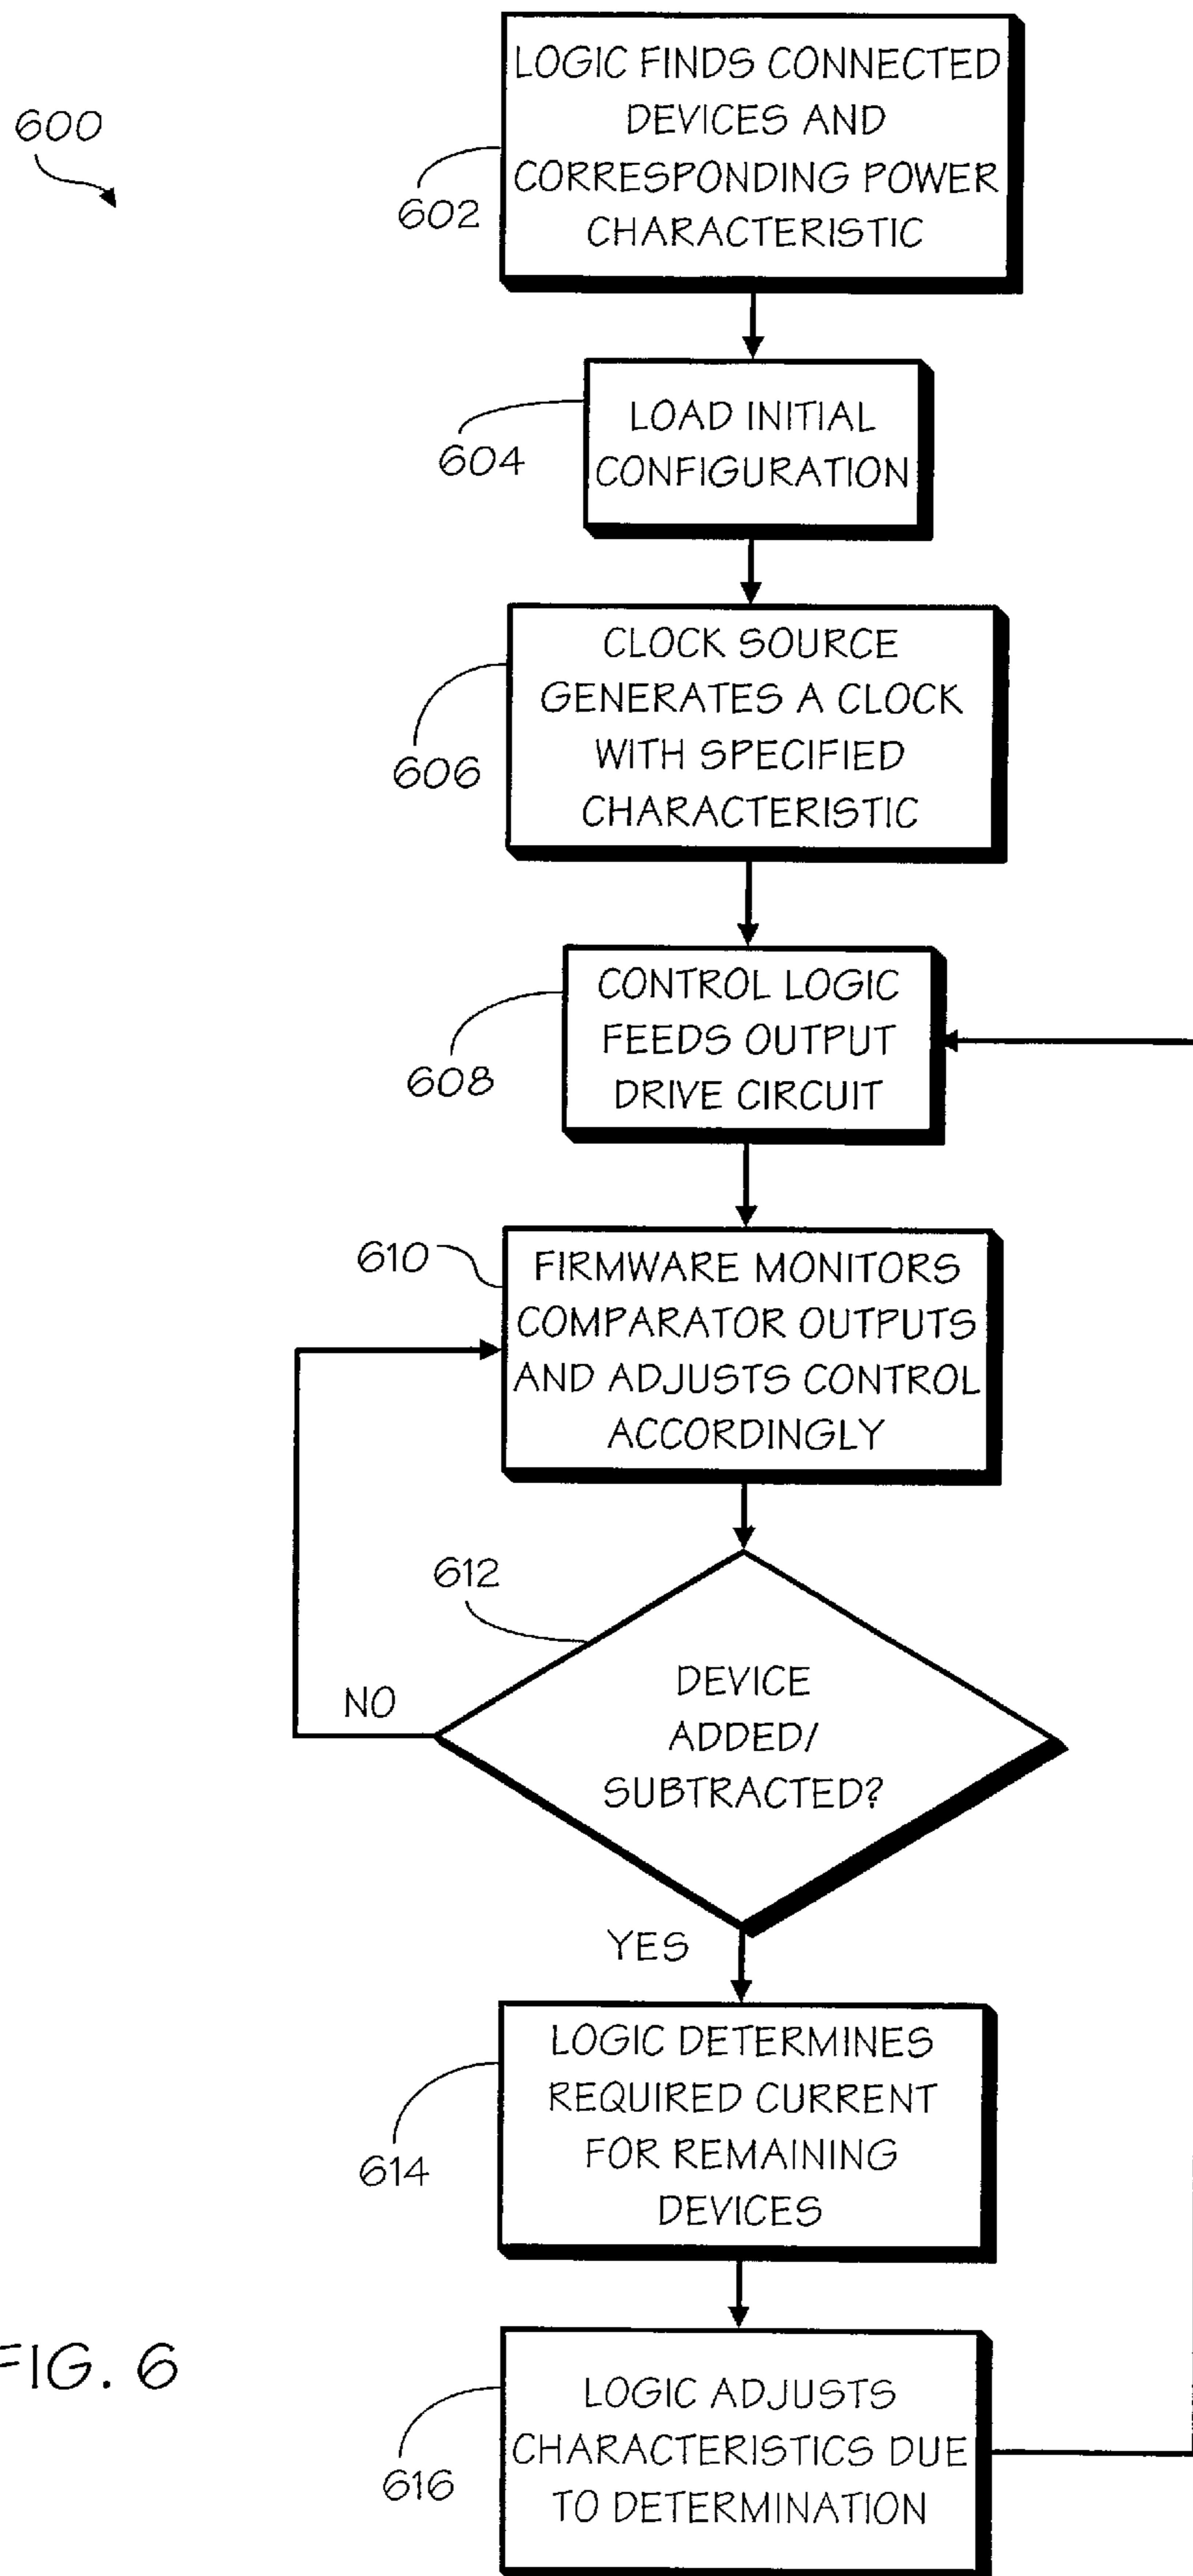 600
LOGIC FINDS CONNECTED
DEVICES AND
CORRESPONDING POWER
CHARACTERISTIC
602
LOAD INITIAL
CONFIGURATION
604
CLOCK SOURCE
GENERATES A CLOCK
WITH SPECIFIED
CHARACTERISTIC
606
CONTROL LOGIC
FEEDS OUTPUT
DRIVE CIRCUIT
608
610
FIRMWARE MONITORS
COMPARATOR OUTPUTS
AND ADJUSTS CONTROL
ACCORDINGLY
612
DEVICE
ADDED/
SUBTRACTED?
NO
YES
LOGIC DETERMINES
REQUIRED CURRENT
FOR REMAINING
DEVICES
614
LOGIC ADJUSTS
CHARACTERISTICS DUE
TO DETERMINATION
616
FIG. 6